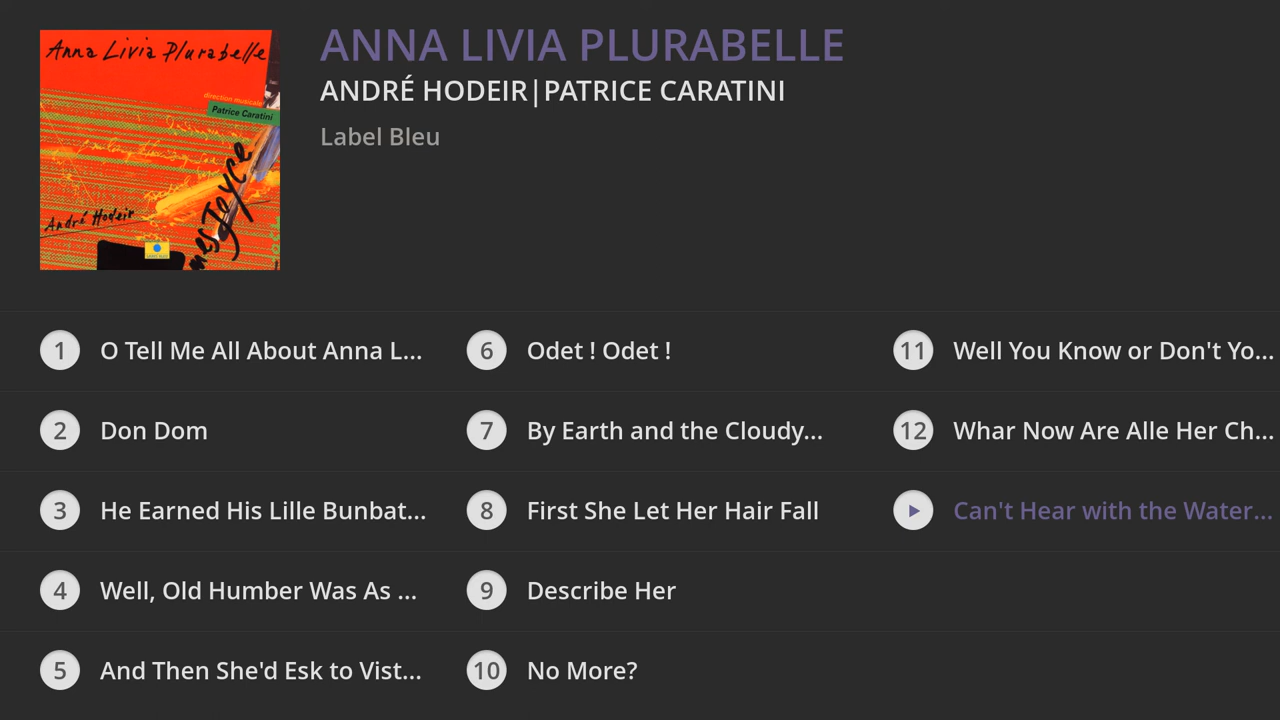 Anna Livia Plurabelle
direction musicale
Patrice Caratini
André Hodeir
Joyce
ANNA LIVIA PLURABELLE
ANDRÉ HODEIR|PATRICE CARATINI
Label Bleu
1 O Tell Me All About Anna L...
2 Don Dom
3 He Earned His Lille Bunbat...
4 Well, Old Humber Was As ...
5 And Then She'd Esk to Vist...
6 Odet ! Odet !
7 By Earth and the Cloudy...
8 First She Let Her Hair Fall
9 Describe Her
10 No More?
11 Well You Know or Don't Yo...
12 Whar Now Are Alle Her Ch...
Can't Hear with the Water...